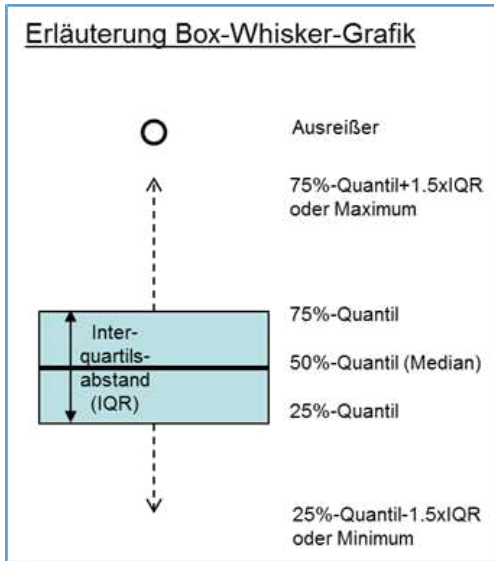 Erläuterung Box-Whisker-Grafik
Ausreißer
75%-Quantil+1.5xIQR
oder Maximum
75%-Quantil
Inter-
quartils-
abstand
(IQR)
50%-Quantil (Median)
25%-Quantil
25%-Quantil-1.5xIQR
oder Minimum